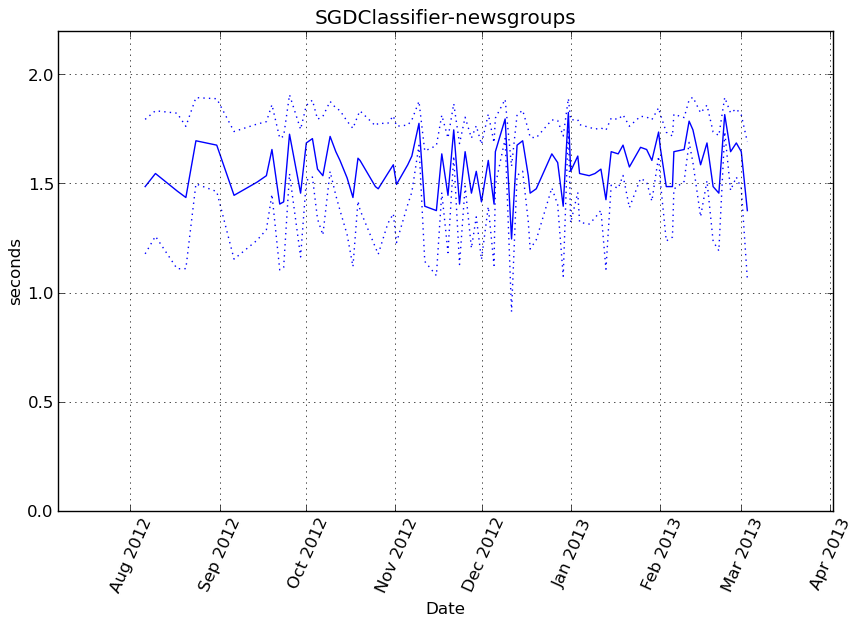 SGDClassifier-newsgroups
2.0
1.5
1.0
0.5
0.0
seconds
Aug 2012
Sep 2012
Oct 2012
Nov 2012
Dec 2012
Jan 2013
Feb 2013
Mar 2013
Apr 2013
Date